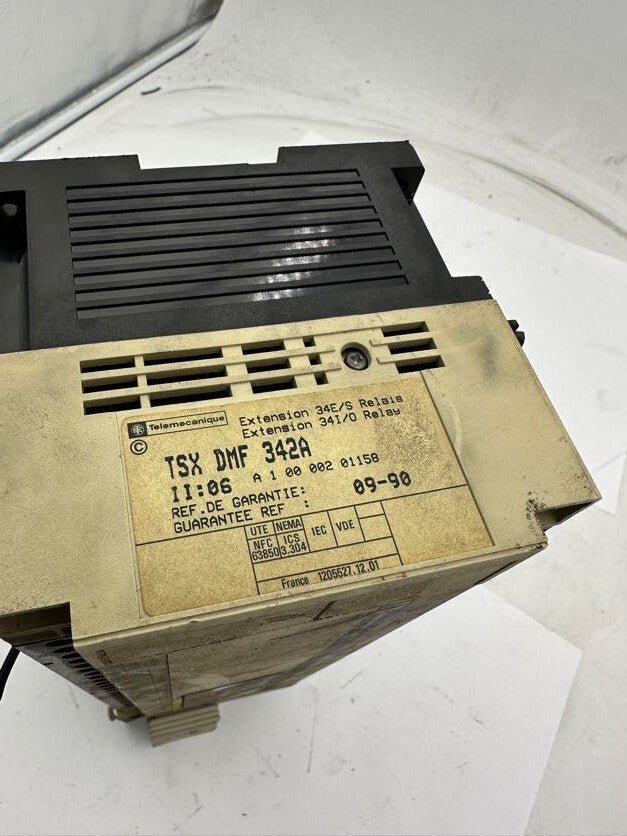 Telemecanique
Extension 34E/S Relais
Extension 34I/O Relay
©
TSX DMF 342A
II:06 A 1 00 002 01158
REF.DE GARANTIE:
GUARANTEE REF :
09-90
UTE NEMA IEC VDE
NFC ICS
63850 3.304
France 1205527.12.01